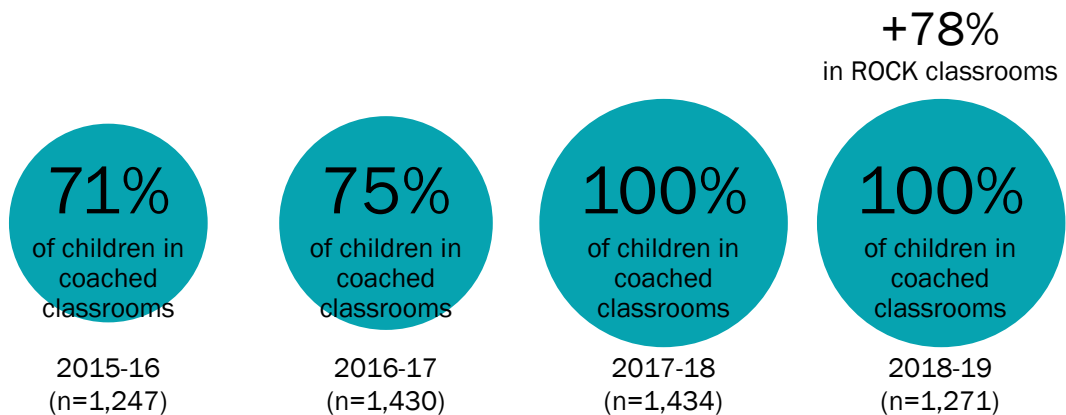 +78%
in ROCK classrooms
71%
of children in
coached
classrooms
2015-16
(n=1,247)
75%
of children in
coached
classrooms
2016-17
(n=1,430)
100%
of children in
coached
classrooms
2017-18
(n=1,434)
100%
of children in
coached
classrooms
2018-19
(n=1,271)